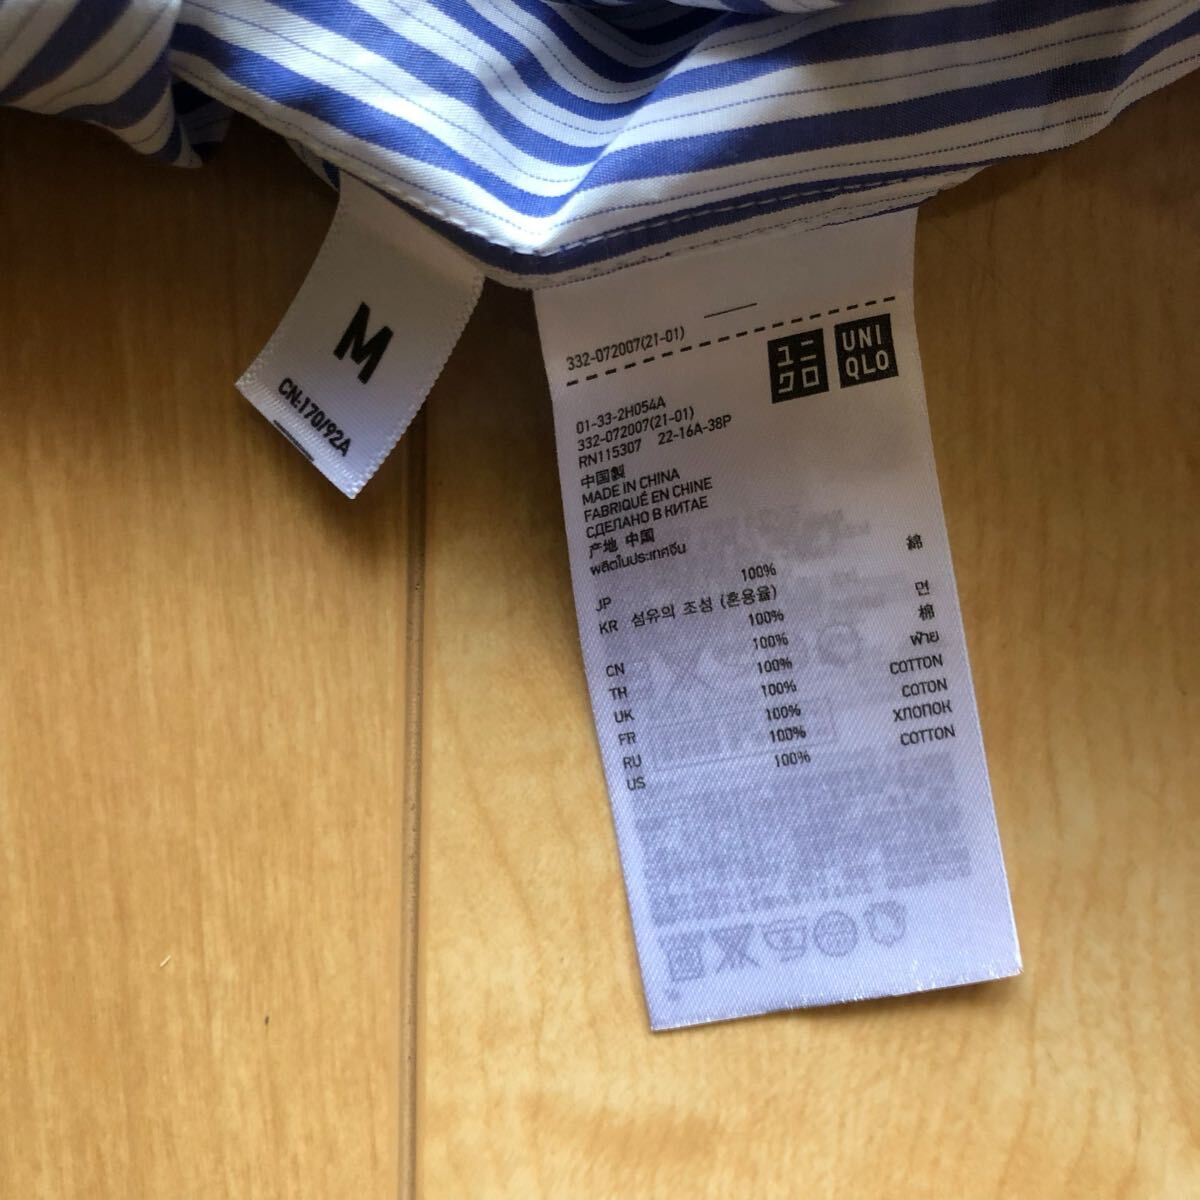 M
CN:170/92A
332-072007(21-01)
ユニ
クロ
UNI
QLO
01-33-2H054A
332-072007(21-01)
RN115307 22-16A-38P
中国製
MADE IN CHINA
FABRIQUÉ EN CHINE
СДЕЛАНО В КИТАЕ
产地 中国
ผลิตในประเทศจีน
JP 100% 綿
KR 섬유의 조성 (혼용율)
100% 면
CN 100% 棉
TH 100% ฝ้าย
UK 100% COTTON
FR 100% COTON
RU 100% ХЛОПОК
US 100% COTTON